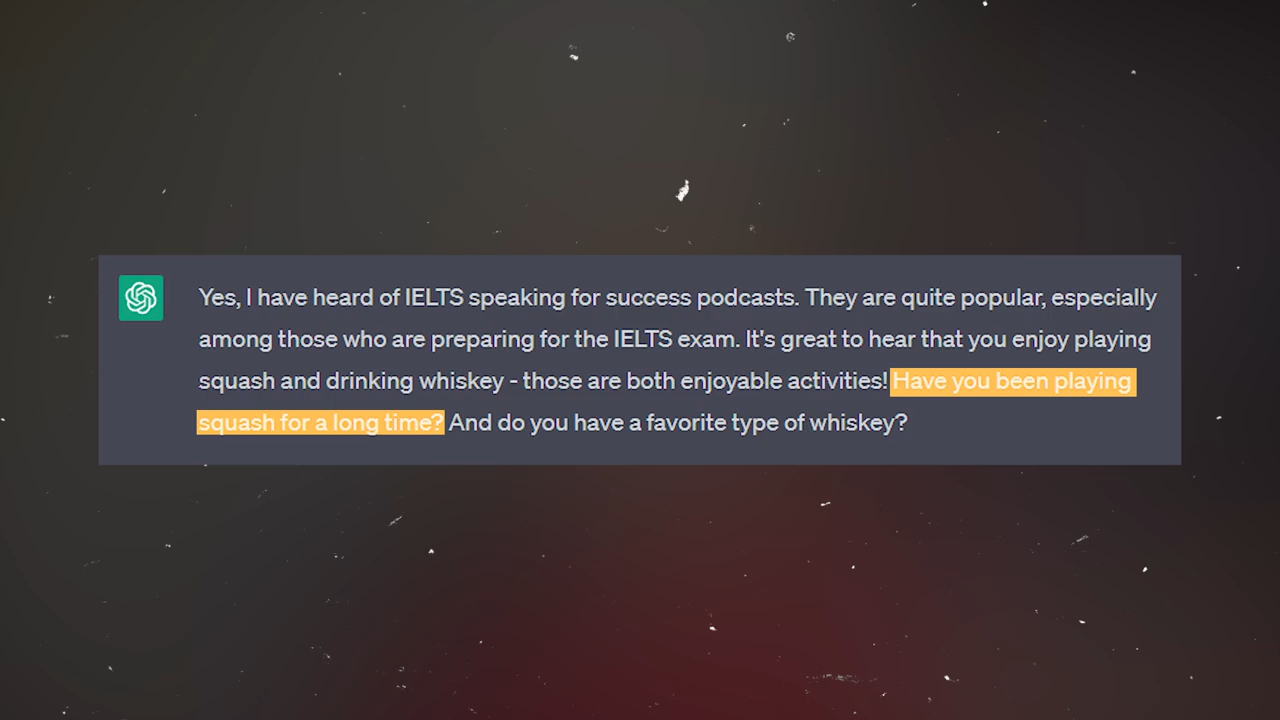 Yes, I have heard of IELTS speaking for success podcasts. They are quite popular, especially
among those who are preparing for the IELTS exam. It's great to hear that you enjoy playing
squash and drinking whiskey - those are both enjoyable activities! Have you been playing
squash for a long time? And do you have a favorite type of whiskey?